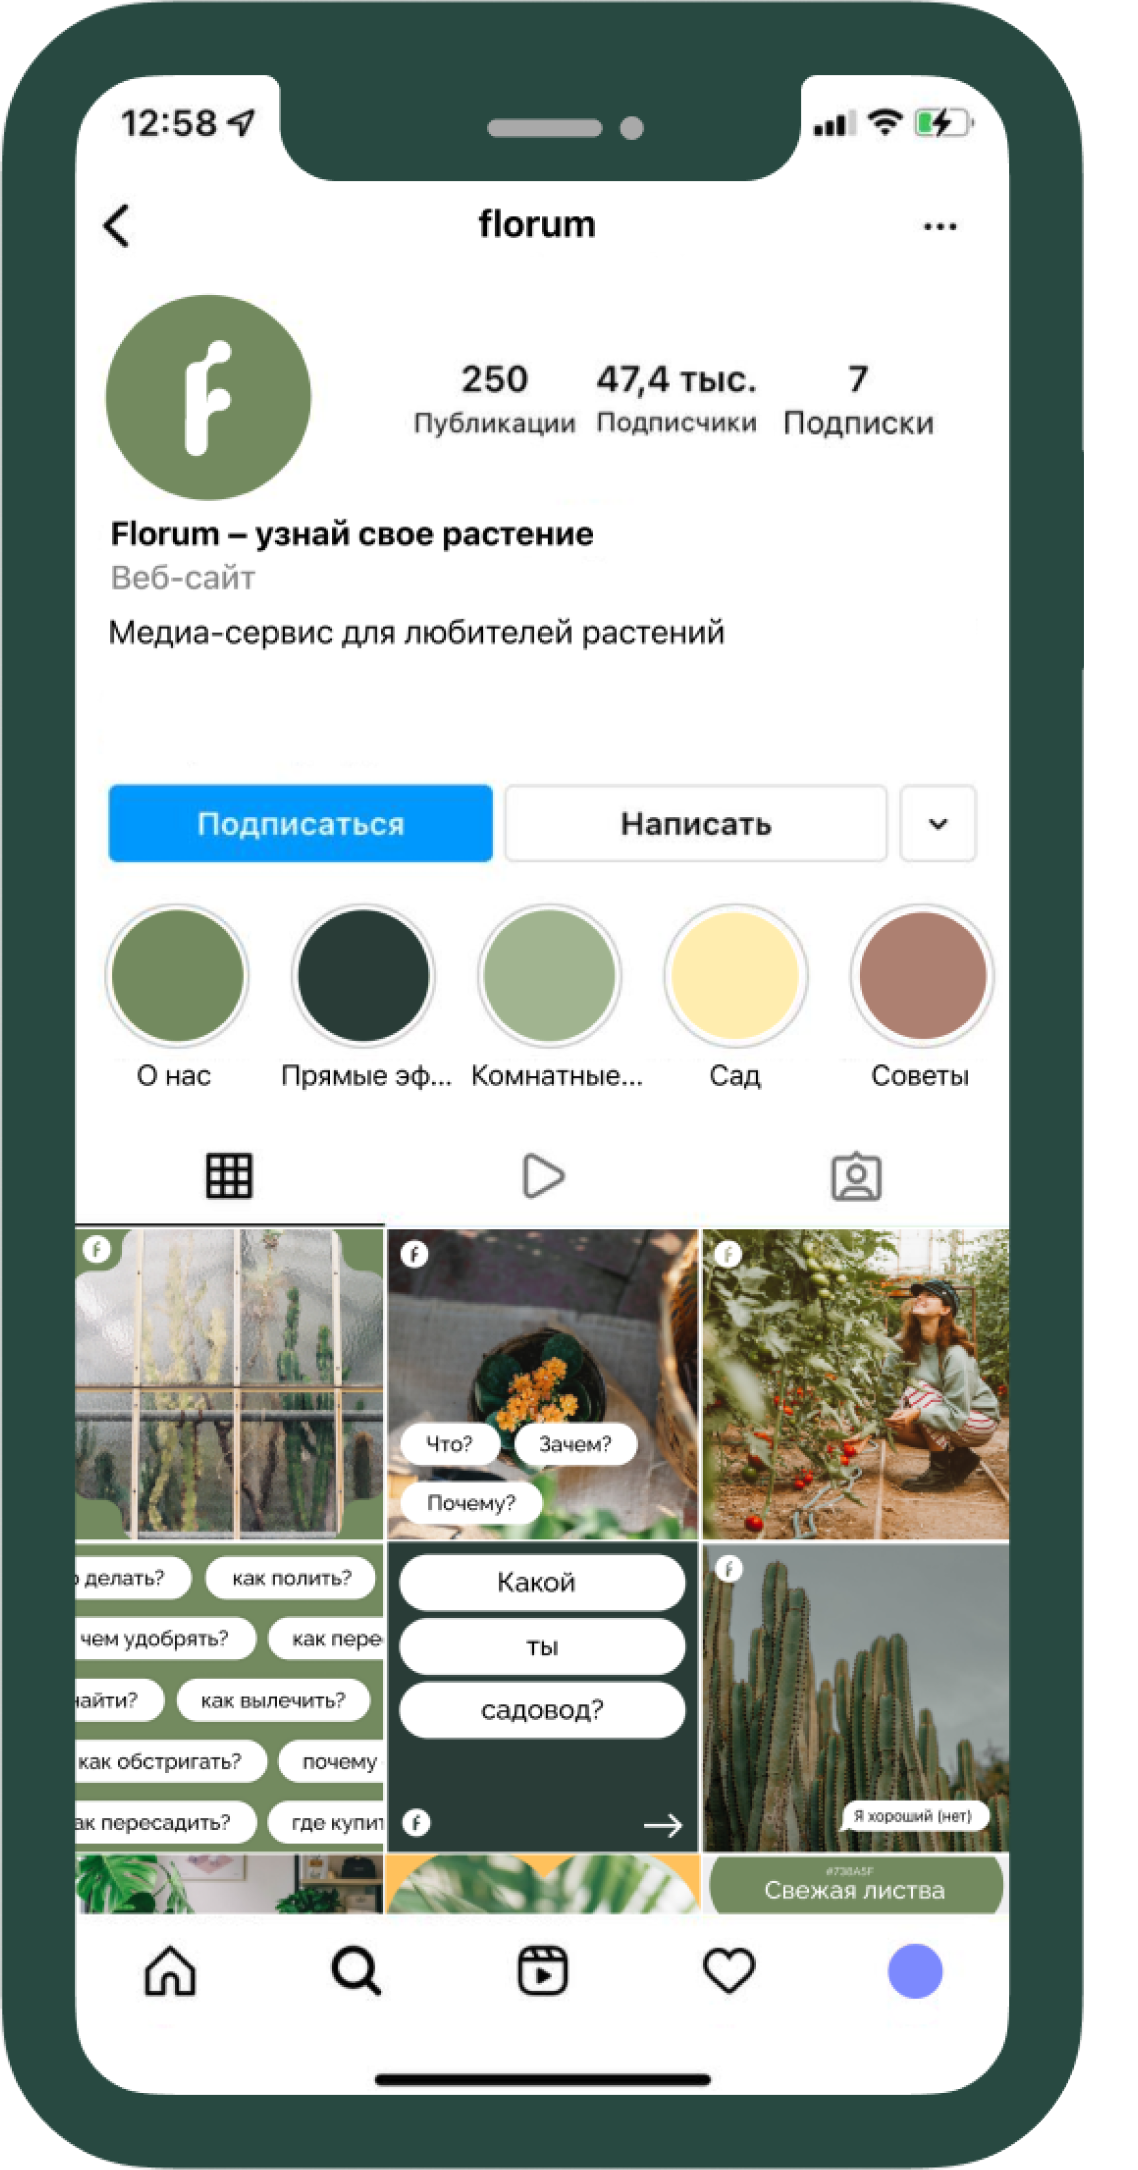 12:58
florum
250 47,4 тыс. 7
Публикации Подписчики Подписки
Florum – узнай свое растение
Веб-сайт
Медиа-сервис для любителей растений
Подписаться Написать
О нас Прямые эф... Комнатные... Сад Советы
Что? Зачем?
Почему?
делать? как полить?
чем удобрять? как пере
найти? как вылечить?
как обстригать? почему
ак пересадить? где купит
Какой
ты
садовод?
Я хороший (нет)
#738A5F
Свежая листва